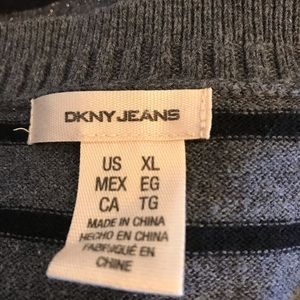 DKNY JEANS
US XL
MEX EG
CA TG
MADE IN CHINA
HECHO EN CHINA
FABRIQUÉ EN
CHINE